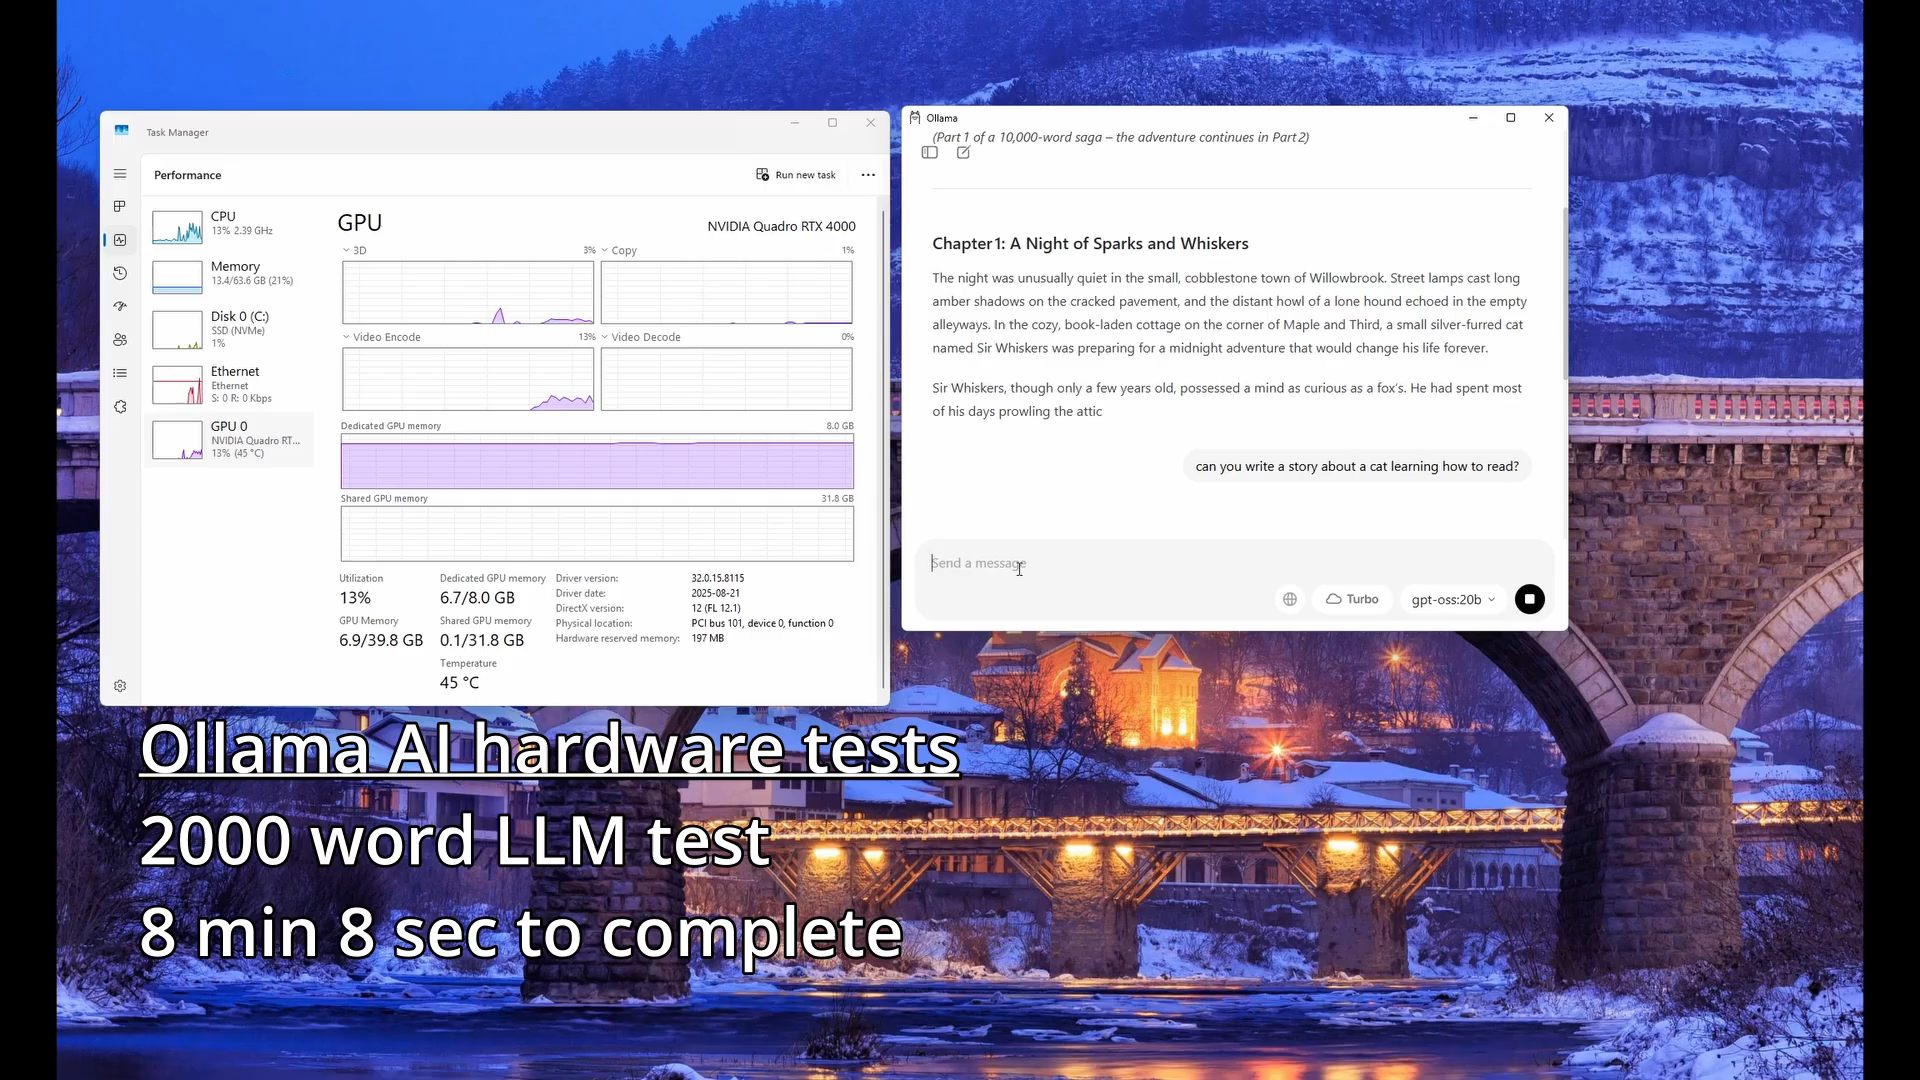 Task Manager
Performance
Run new task
CPU
13% 2.39 GHz
Memory
13.4/63.6 GB (21%)
Disk 0 (C:)
SSD (NVMe)
1%
Ethernet
Ethernet
S: 0 R: 0 Kbps
GPU 0
NVIDIA Quadro RT...
13% (45 °C)
GPU
NVIDIA Quadro RTX 4000
3D 3%
Copy 1%
Video Encode 13%
Video Decode 0%
Dedicated GPU memory 8.0 GB
Shared GPU memory 31.8 GB
Utilization
13%
Dedicated GPU memory
6.7/8.0 GB
GPU Memory
6.9/39.8 GB
Shared GPU memory
0.1/31.8 GB
Temperature
45 °C
Driver version: 32.0.15.8115
Driver date: 2025-08-21
DirectX version: 12 (FL 12.1)
Physical location: PCI bus 101, device 0, function 0
Hardware reserved memory: 197 MB
Ollama
(Part 1 of a 10,000-word saga – the adventure continues in Part 2)
Chapter 1: A Night of Sparks and Whiskers
The night was unusually quiet in the small, cobblestone town of Willowbrook. Street lamps cast long
amber shadows on the cracked pavement, and the distant howl of a lone hound echoed in the empty
alleyways. In the cozy, book-laden cottage on the corner of Maple and Third, a small silver-furred cat
named Sir Whiskers was preparing for a midnight adventure that would change his life forever.
Sir Whiskers, though only a few years old, possessed a mind as curious as a fox's. He had spent most
of his days prowling the attic
can you write a story about a cat learning how to read?
Send a message
Turbo
gpt-oss:20b
Ollama AI hardware tests
2000 word LLM test
8 min 8 sec to complete